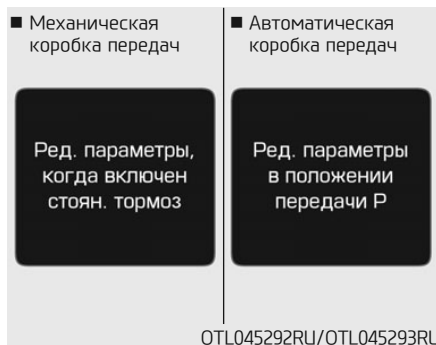 ■ Механическая
коробка передач
Ред. параметры,
когда включен
стоян. тормоз
■ Автоматическая
коробка передач
Ред. параметры
в положении
передачи P
OTL045292RU/OTL045293RU